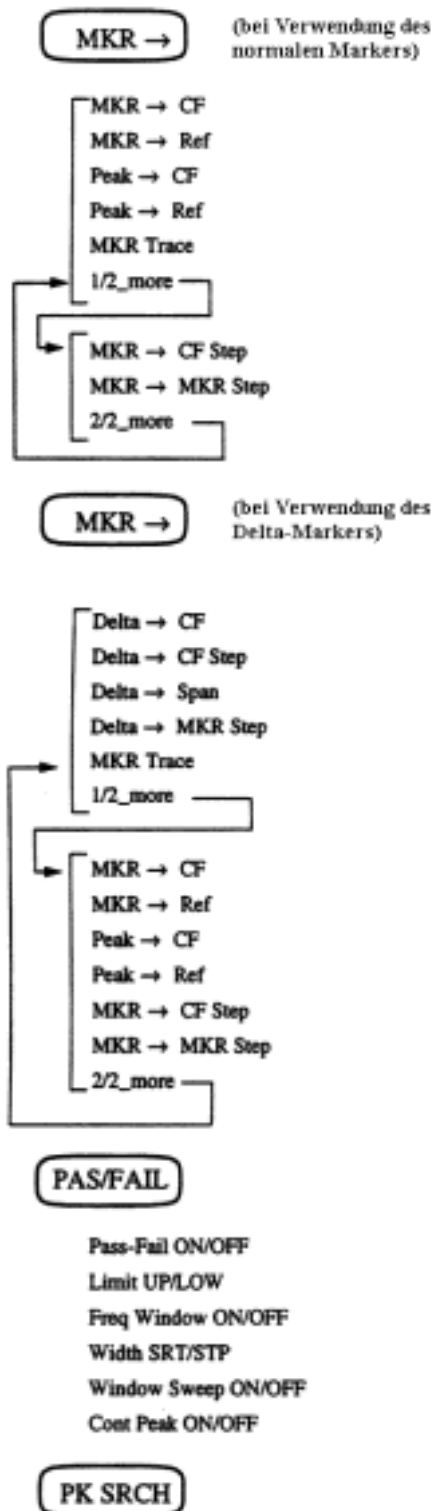 MKR → (bei Verwendung des
normalen Markers)
MKR → CF
MKR → Ref
Peak → CF
Peak → Ref
MKR Trace
1/2_more
MKR → CF Step
MKR → MKR Step
2/2_more
MKR → (bei Verwendung des
Delta-Markers)
Delta → CF
Delta → CF Step
Delta → Span
Delta → MKR Step
MKR Trace
1/2_more
MKR → CF
MKR → Ref
Peak → CF
Peak → Ref
MKR → CF Step
MKR → MKR Step
2/2_more
PAS/FAIL
Pass-Fail ON/OFF
Limit UP/LOW
Freq Window ON/OFF
Width SRT/STP
Window Sweep ON/OFF
Cont Peak ON/OFF
PK SRCH